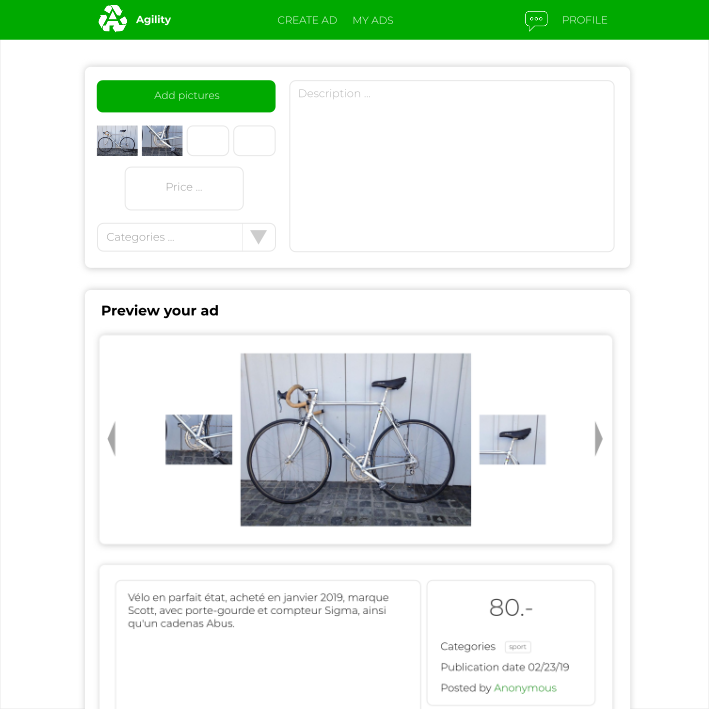 Agility
CREATE AD
MY ADS
PROFILE
Add pictures
Description ...
Price ...
Categories ...
Preview your ad
Vélo en parfait état, acheté en janvier 2019, marque
Scott, avec porte-gourde et compteur Sigma, ainsi
qu'un cadenas Abus.
80.-
Categories sport
Publication date 02/23/19
Posted by Anonymous